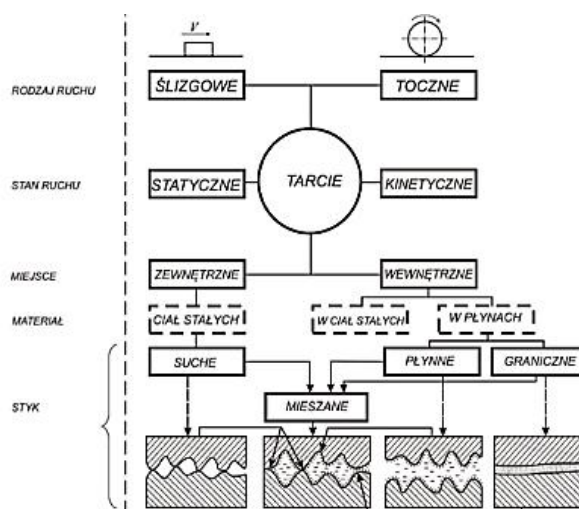 V
RODZAJ RUCHU
ŚLIZGOWE
TOCZNE
STAN RUCHU
STATYCZNE
TARCIE
KINETYCZNE
MIEJSCE
ZEWNĘTRZNE
WEWNĘTRZNE
MATERIAŁ
CIAŁ STAŁYCH
W CIAŁ STAŁYCH
W PŁYNACH
SUCHE
PŁYNNE
GRANICZNE
STYK
MIESZANE